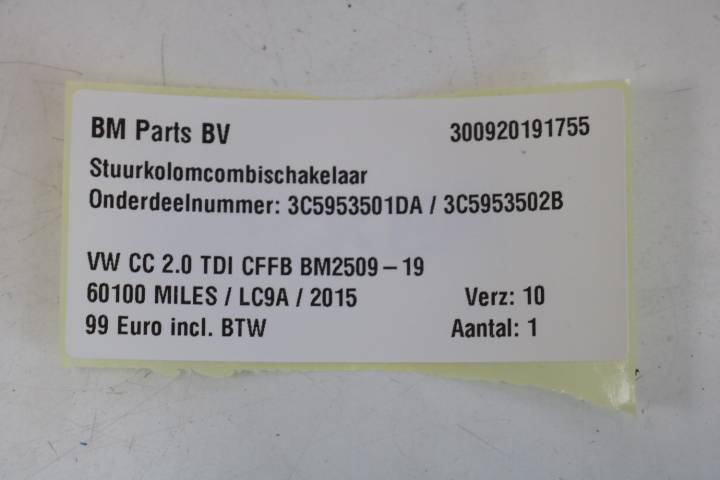 BM Parts BV 300920191755
Stuurkolomcombischakelaar
Onderdeelnummer: 3C5953501DA / 3C5953502B
VW CC 2.0 TDI CFFB BM2509-19
60100 MILES / LC9A / 2015 Verz: 10
99 Euro incl. BTW Aantal: 1